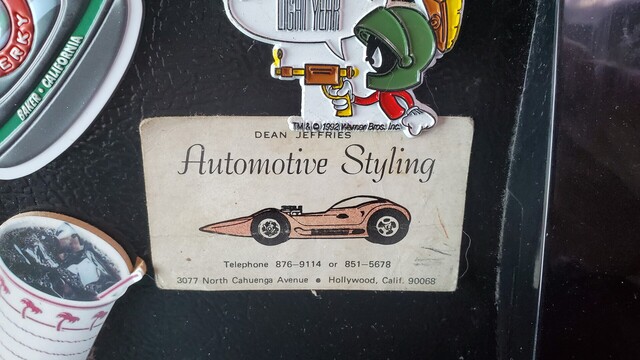 LIGHT YEAR
ERKY
BAKER • CALIFORNIA
TM & © 1992 Warner Bros. Inc.
DEAN JEFFRIES
Automotive Styling
Telephone 876-9114 or 851-5678
3077 North Cahuenga Avenue • Hollywood, Calif. 90068